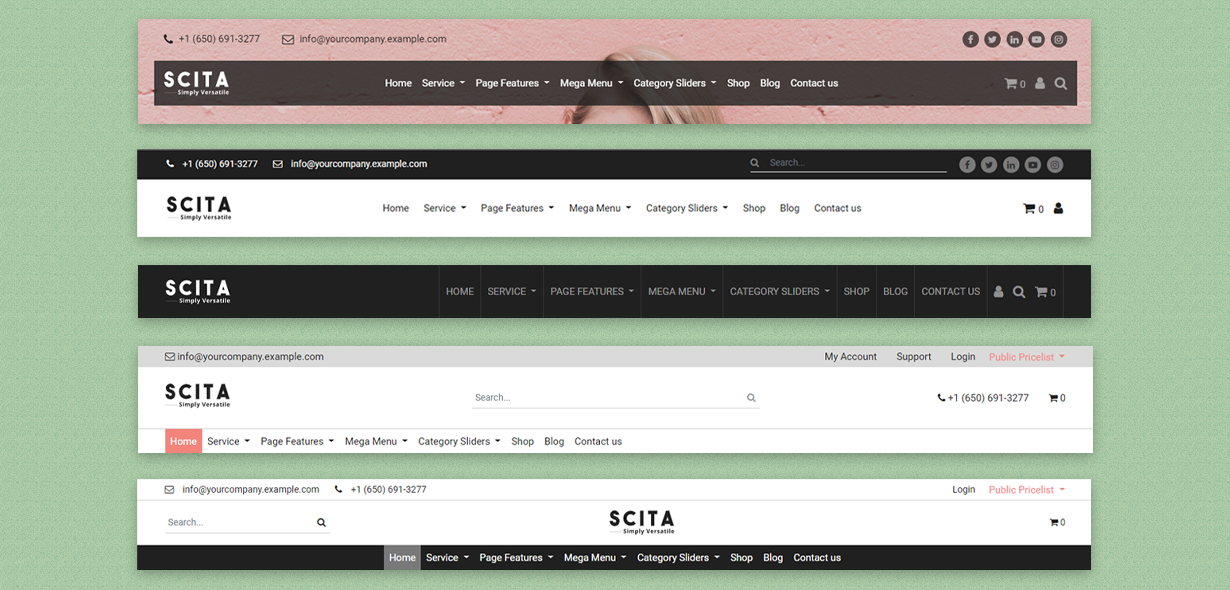 +1 (650) 691-3277 info@yourcompany.example.com
SCITA Home Service Page Features Mega Menu Category Sliders Shop Blog Contact us 0
Simply Versatile
+1 (650) 691-3277 info@yourcompany.example.com Search...
SCITA Home Service Page Features Mega Menu Category Sliders Shop Blog Contact us 0
Simply Versatile
SCITA HOME SERVICE PAGE FEATURES MEGA MENU CATEGORY SLIDERS SHOP BLOG CONTACT US 0
Simply Versatile
info@yourcompany.example.com My Account Support Login Public Pricelist
SCITA Search... +1 (650) 691-3277 0
Simply Versatile
Home Service Page Features Mega Menu Category Sliders Shop Blog Contact us
info@yourcompany.example.com +1 (650) 691-3277 Login Public Pricelist
Search... SCITA 0
Simply Versatile
Home Service Page Features Mega Menu Category Sliders Shop Blog Contact us